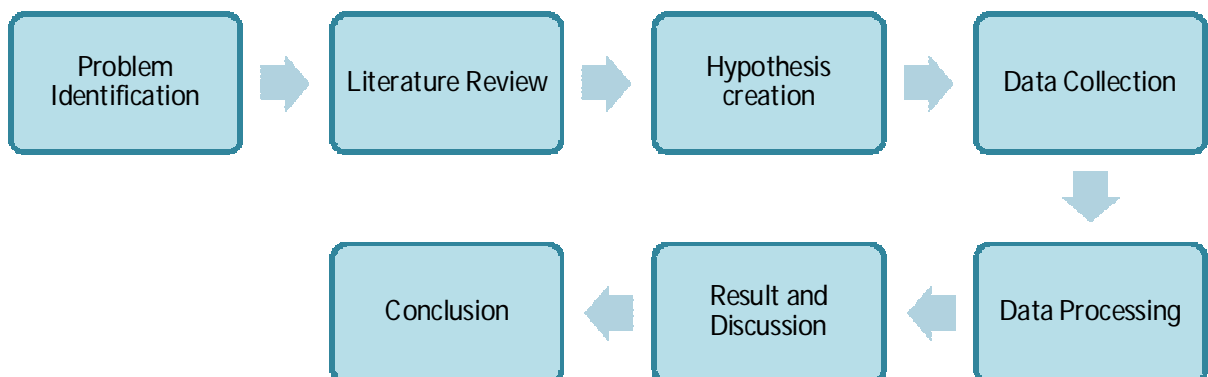 Problem
Identification
Literature Review
Hypothesis
creation
Data Collection
Data Processing
Result and
Discussion
Conclusion